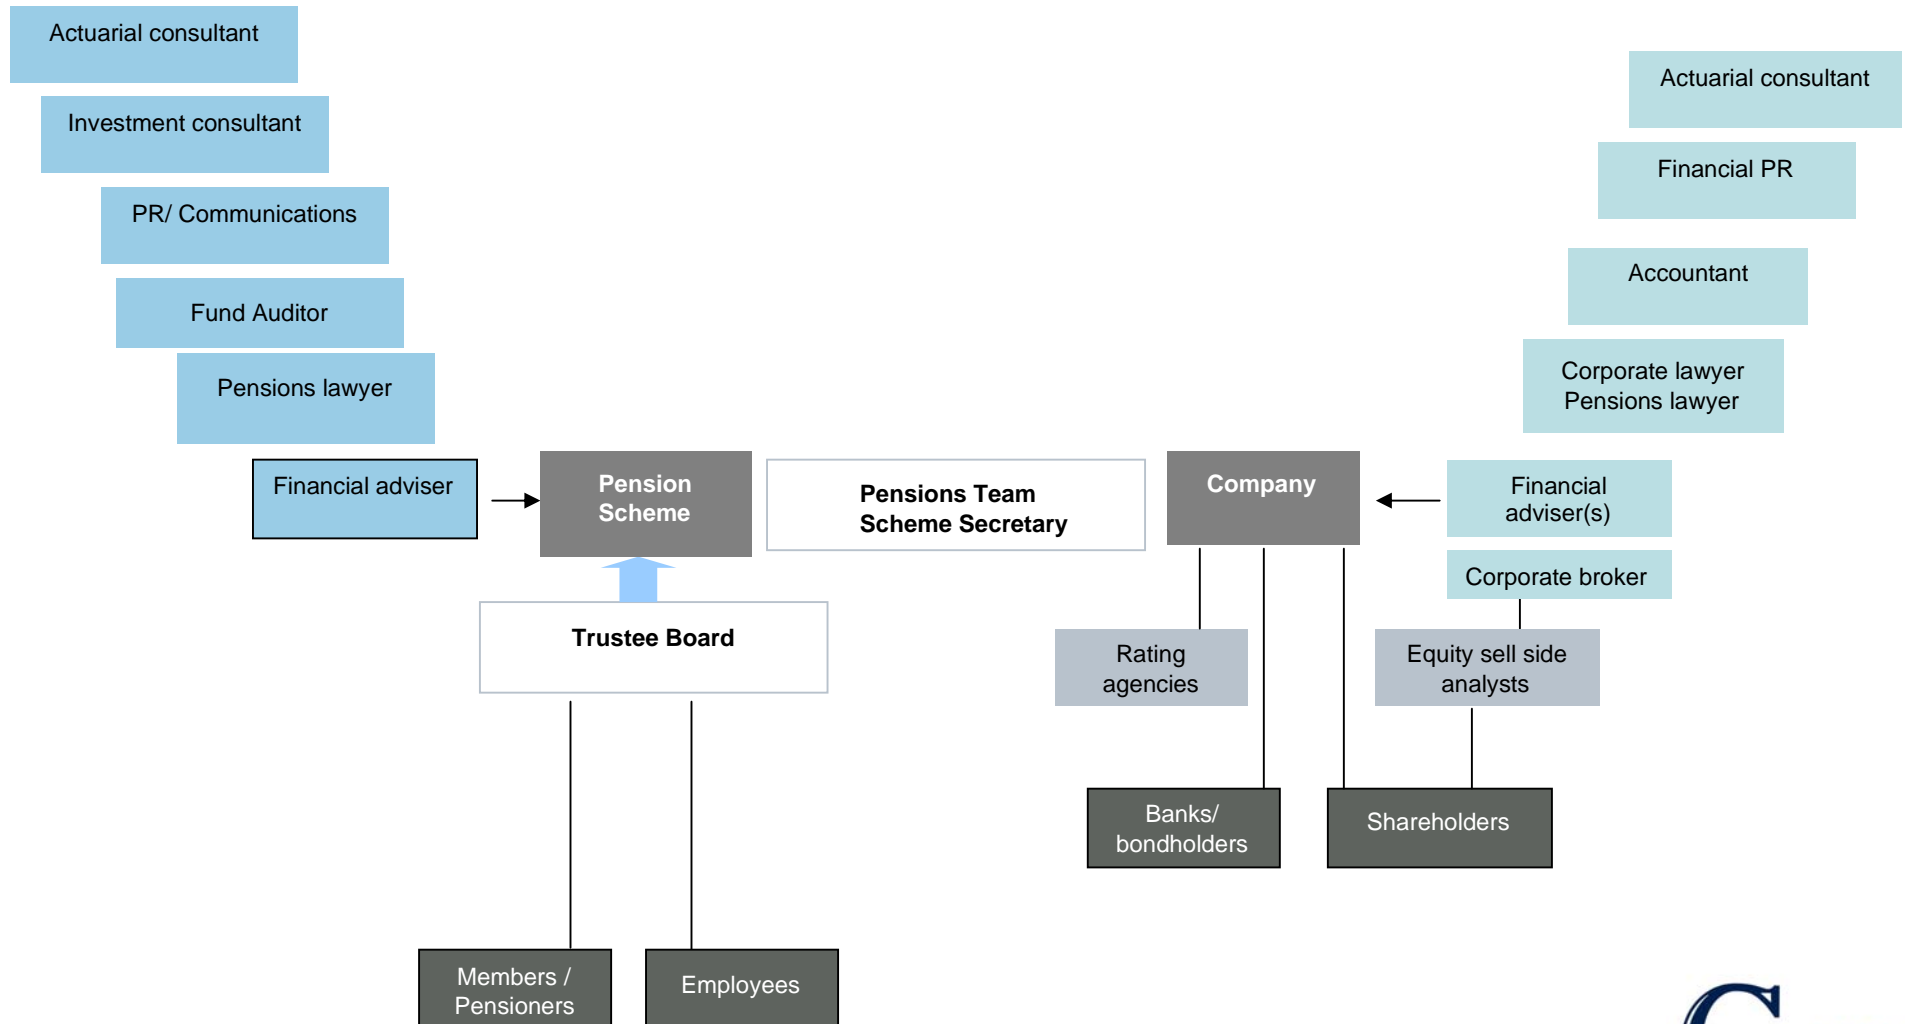 Actuarial consultant
Investment consultant
PR/ Communications
Fund Auditor
Pensions lawyer
Financial adviser
Pension
Scheme
Pensions Team
Scheme Secretary
Company
Trustee Board
Members /
Pensioners
Employees
Actuarial consultant
Financial PR
Accountant
Corporate lawyer
Pensions lawyer
Financial
adviser(s)
Corporate broker
Rating
agencies
Equity sell side
analysts
Banks/
bondholders
Shareholders